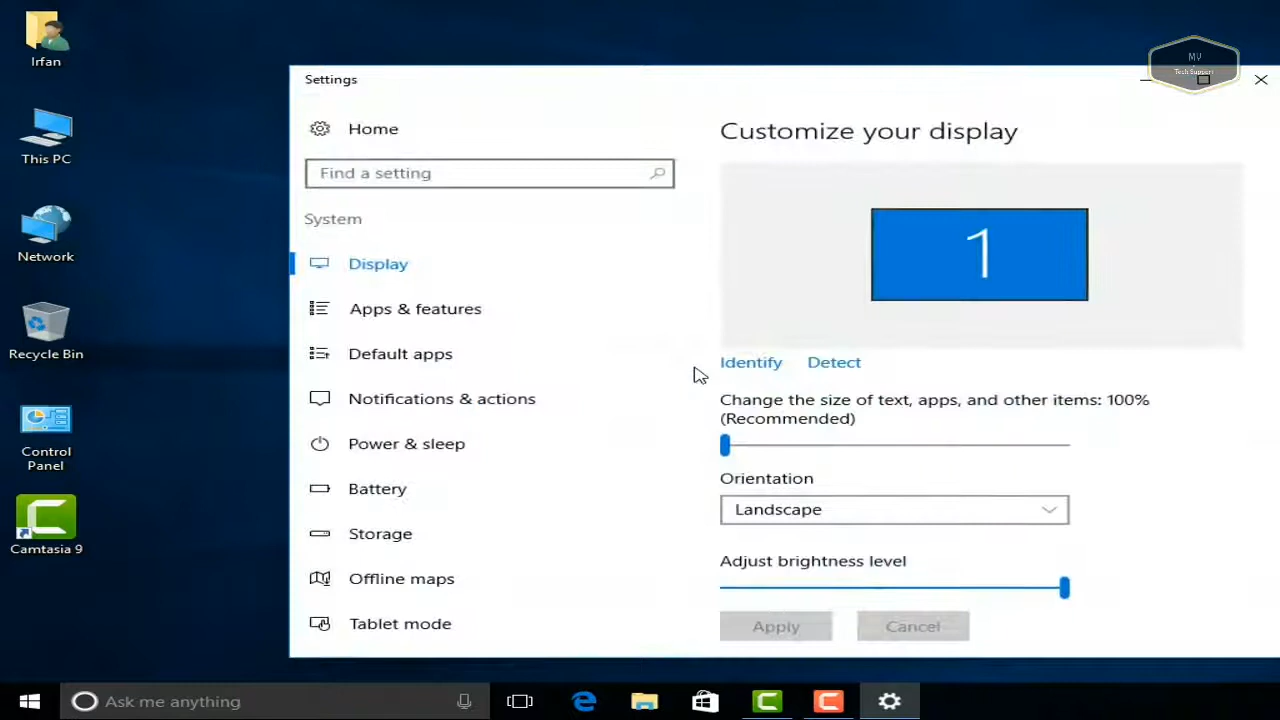 Irfan
This PC
Network
Recycle Bin
Control
Panel
Camtasia 9
MY
Tech Support
Settings
Home
Find a setting
System
Display
Apps & features
Default apps
Notifications & actions
Power & sleep
Battery
Storage
Offline maps
Tablet mode
Customize your display
1
Identify Detect
Change the size of text, apps, and other items: 100%
(Recommended)
Orientation
Landscape
Adjust brightness level
Apply Cancel
Ask me anything